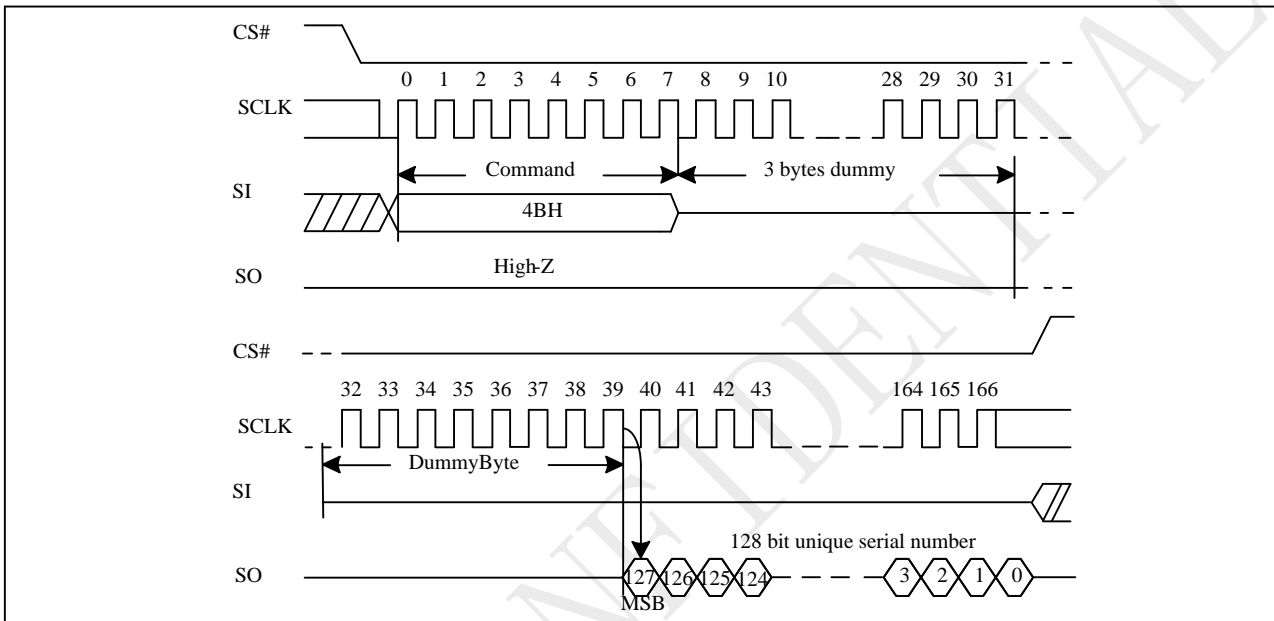 CS#
0 1 2 3 4 5 6 7 8 9 10 28 29 30 31
SCLK
Command 3 bytes dummy
SI
4BH
High-Z
SO
CS#
32 33 34 35 36 37 38 39 40 41 42 43 164 165 166
SCLK
DummyByte
SI
128 bit unique serial number
SO 127 126 125 124 3 2 1 0
MSB
NE IDENTIAL